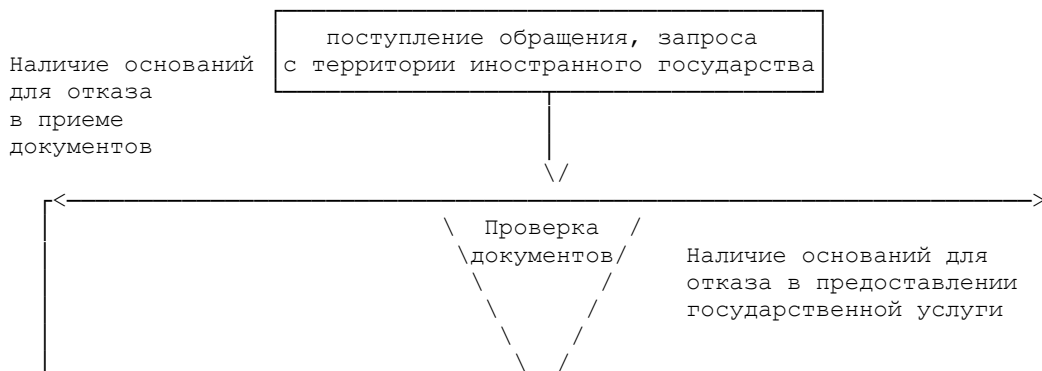 поступление обращения, запроса
с территории иностранного государства
Наличие оснований
для отказа
в приеме
документов
Проверка
документов
Наличие оснований для
отказа в предоставлении
государственной услуги